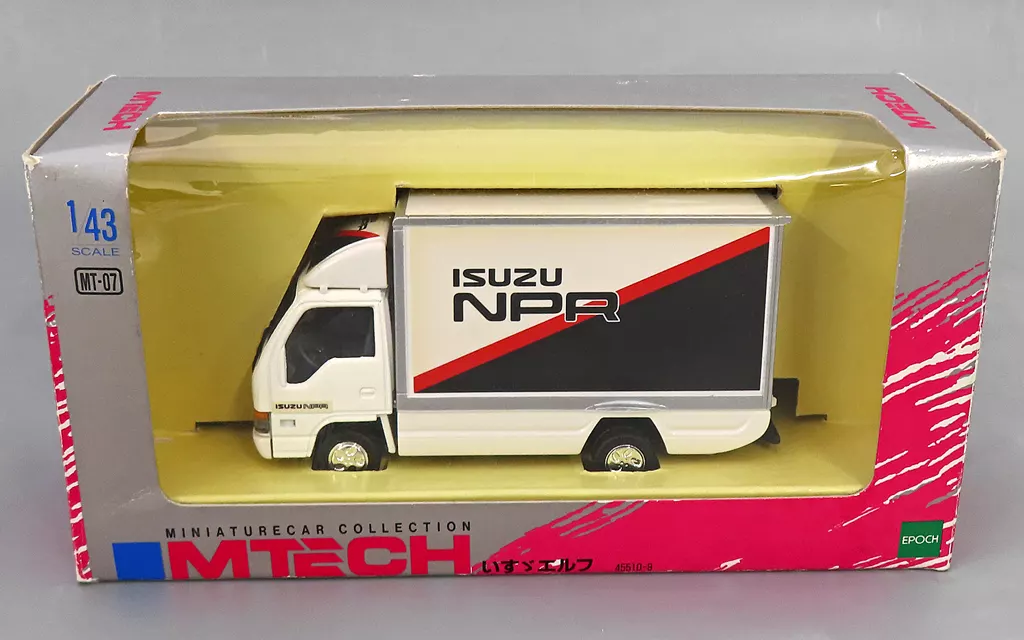 MTECH
MTECH
1/43
SCALE
MT-07
ISUZU
NPR
ISUZU NPR
MINIATURECAR COLLECTION
MTECH
いすゞエルフ
45510-9
EPOCH